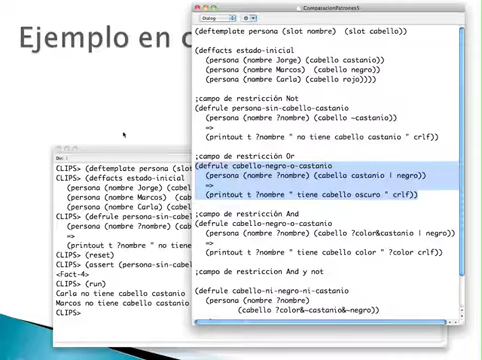 Ejemplo en c
ComparacionPatrones5
Dialog
(deftemplate persona (slot nombre) (slot cabello))
(deffacts estado-inicial
(persona (nombre Jorge) (cabello castanio))
(persona (nombre Marcos) (cabello negro))
(persona (nombre Carla) (cabello rojo))))
;campo de restricción Not
(defrule persona-sin-cabello-castanio
(persona (nombre ?nombre) (cabello ~castanio))
=>
(printout t ?nombre " no tiene cabello castanio " crlf))
;campo de restricción Or
(defrule cabello-negro-o-castanio
(persona (nombre ?nombre) (cabello castanio | negro))
=>
(printout t ?nombre " tiene cabello oscuro " crlf))
;campo de restricción And
(defrule cabello-negro-o-castanio
(persona (nombre ?nombre) (cabello ?color&castanio | negro))
=>
(printout t ?nombre " tiene cabello color " ?color crlf))
;campo de restriccion And y not
(defrule cabello-ni-negro-ni-castanio
(persona (nombre ?nombre)
(cabello ?color&~castanio&~negro))
CLIPS> (deftemplate persona (slot
CLIPS> (deffacts estado-inicial
(persona (nombre Jorge) (cabel
(persona (nombre Marcos) (cabe
(persona (nombre Carla) (cabel
CLIPS> (defrule persona-sin-cabel
(persona (nombre ?nombre) (ca
=>
(printout t ?nombre " no tiene
CLIPS> (reset)
CLIPS> (assert (persona-sin-cabel
<Fact-4>
CLIPS> (run)
Carla no tiene cabello castanio
Marcos no tiene cabello castanio
CLIPS>